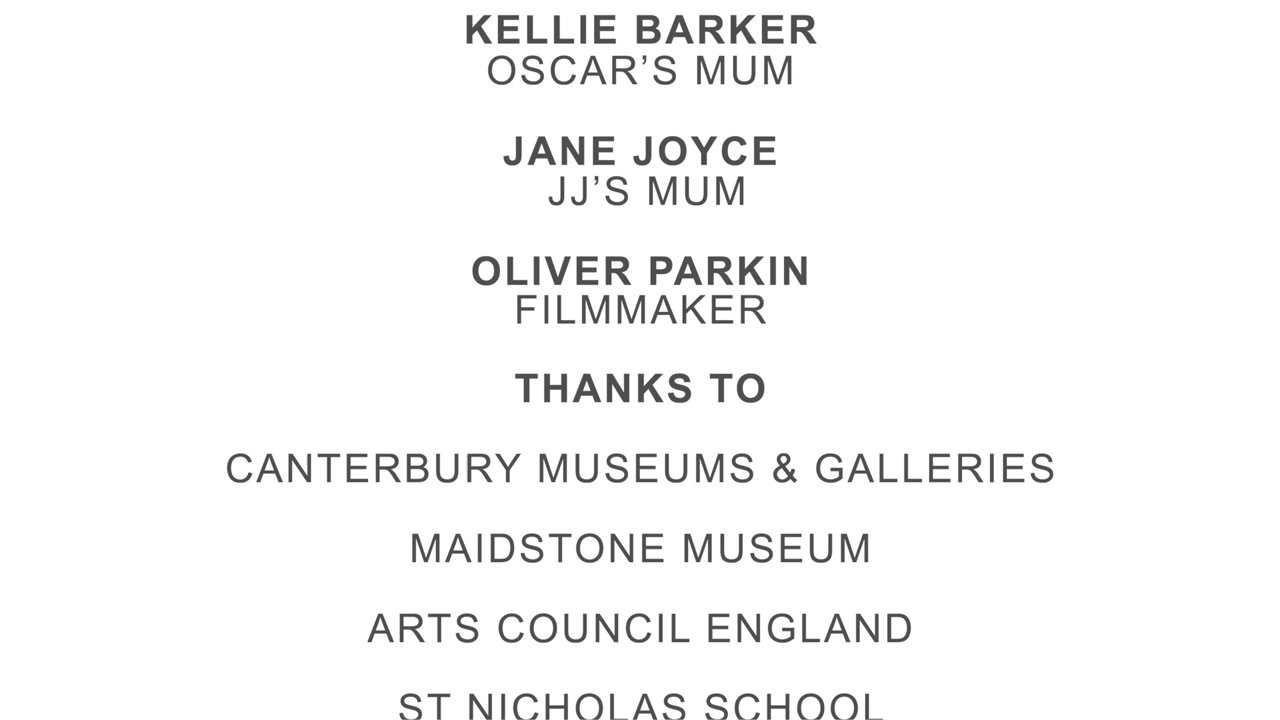 KELLIE BARKER
OSCAR’S MUM
JANE JOYCE
JJ’S MUM
OLIVER PARKIN
FILMMAKER
THANKS TO
CANTERBURY MUSEUMS & GALLERIES
MAIDSTONE MUSEUM
ARTS COUNCIL ENGLAND
ST NICHOLAS SCHOOL